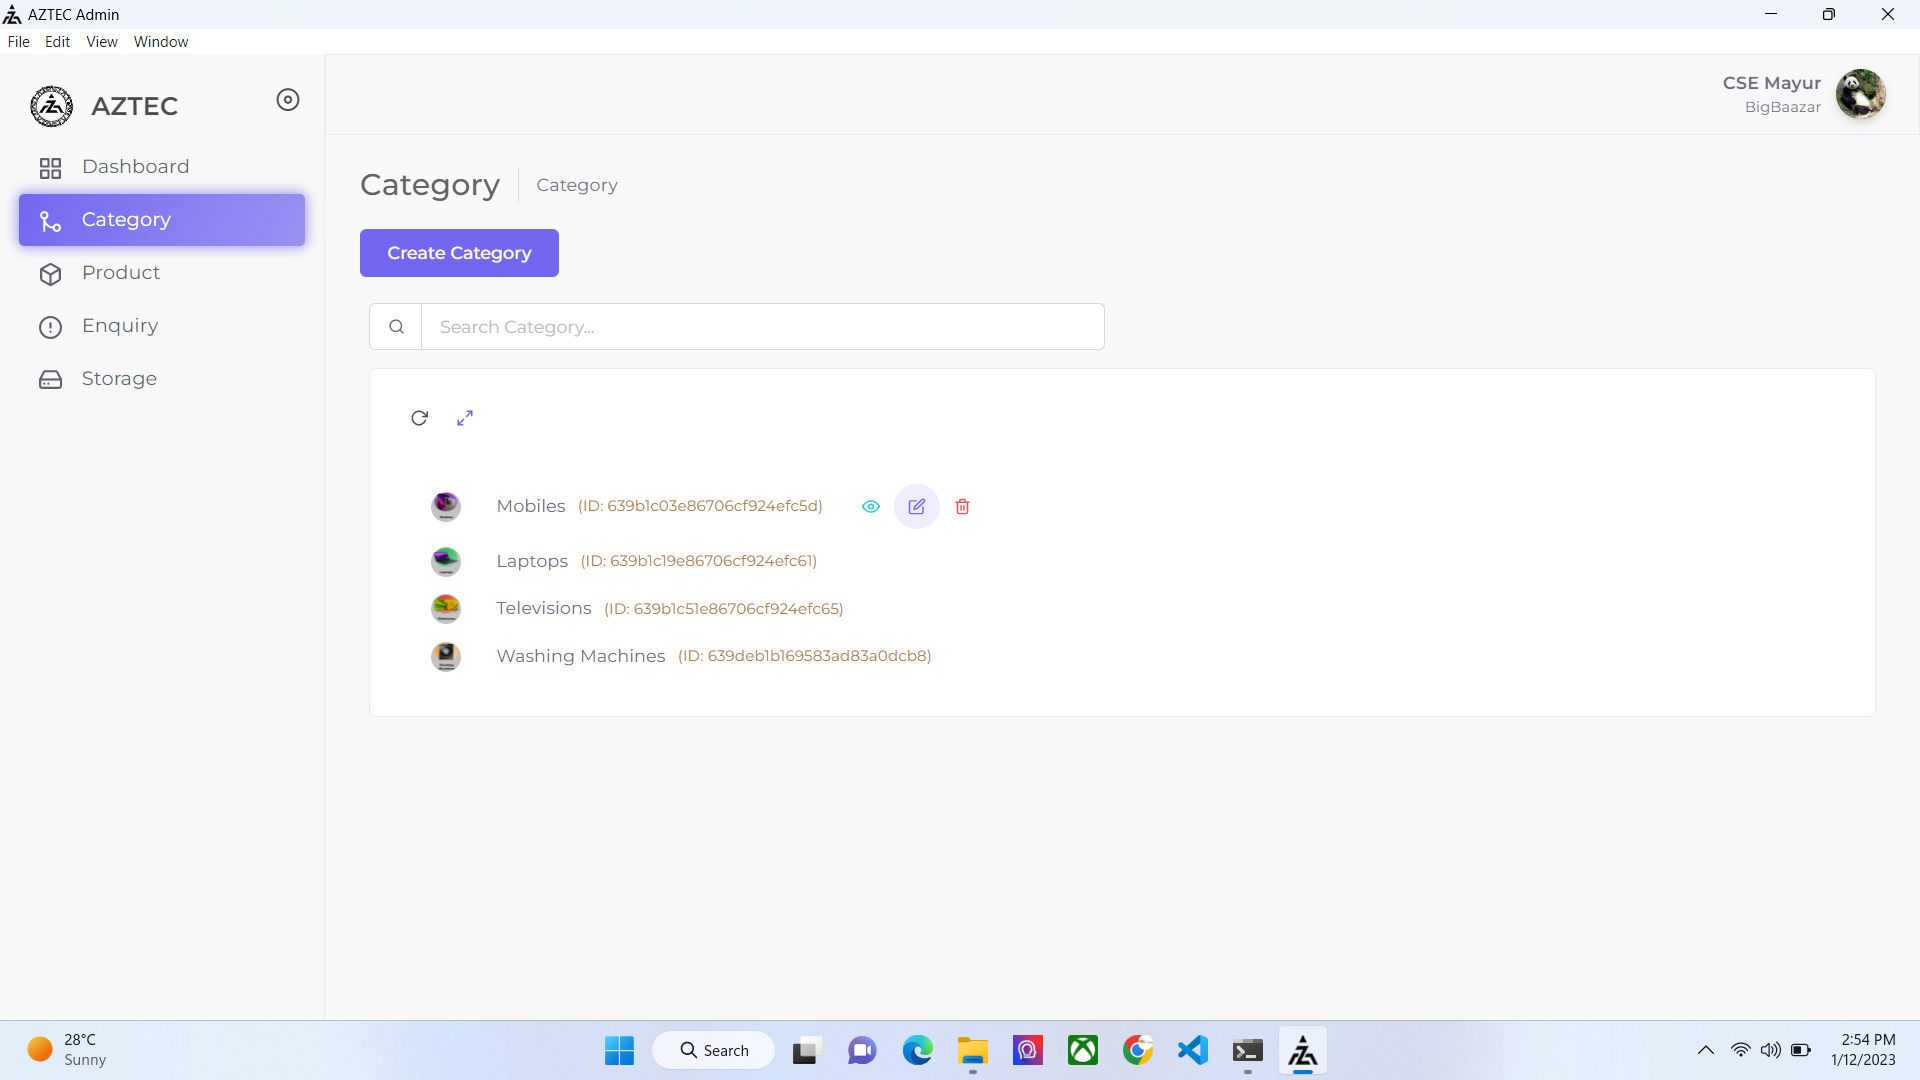 AZTEC Admin
File Edit View Window
AZTEC
CSE Mayur
BigBaazar
Dashboard
Category
Product
Enquiry
Storage
Category
Category
Create Category
Search Category...
Mobiles (ID: 639b1c03e86706cf924efc5d)
Laptops (ID: 639b1c19e86706cf924efc61)
Televisions (ID: 639b1c51e86706cf924efc65)
Washing Machines (ID: 639deb1b169583ad83a0dcb8)
28°C
Sunny
Search
2:54 PM
1/12/2023